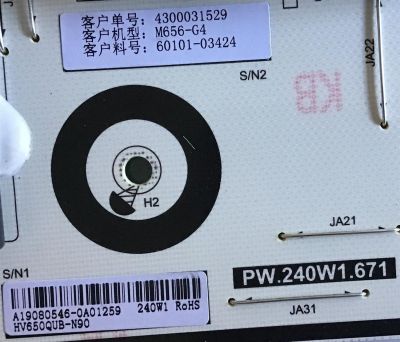 客户单号: 4300031529
客户机型: M656-G4
客户料号: 60101-03424
S/N2
JA22
KB
H2
JA21
S/N1
PW.240W1.671
A19080546-0A01259 240W1 RoHS
HV650QUB-N90
JA31